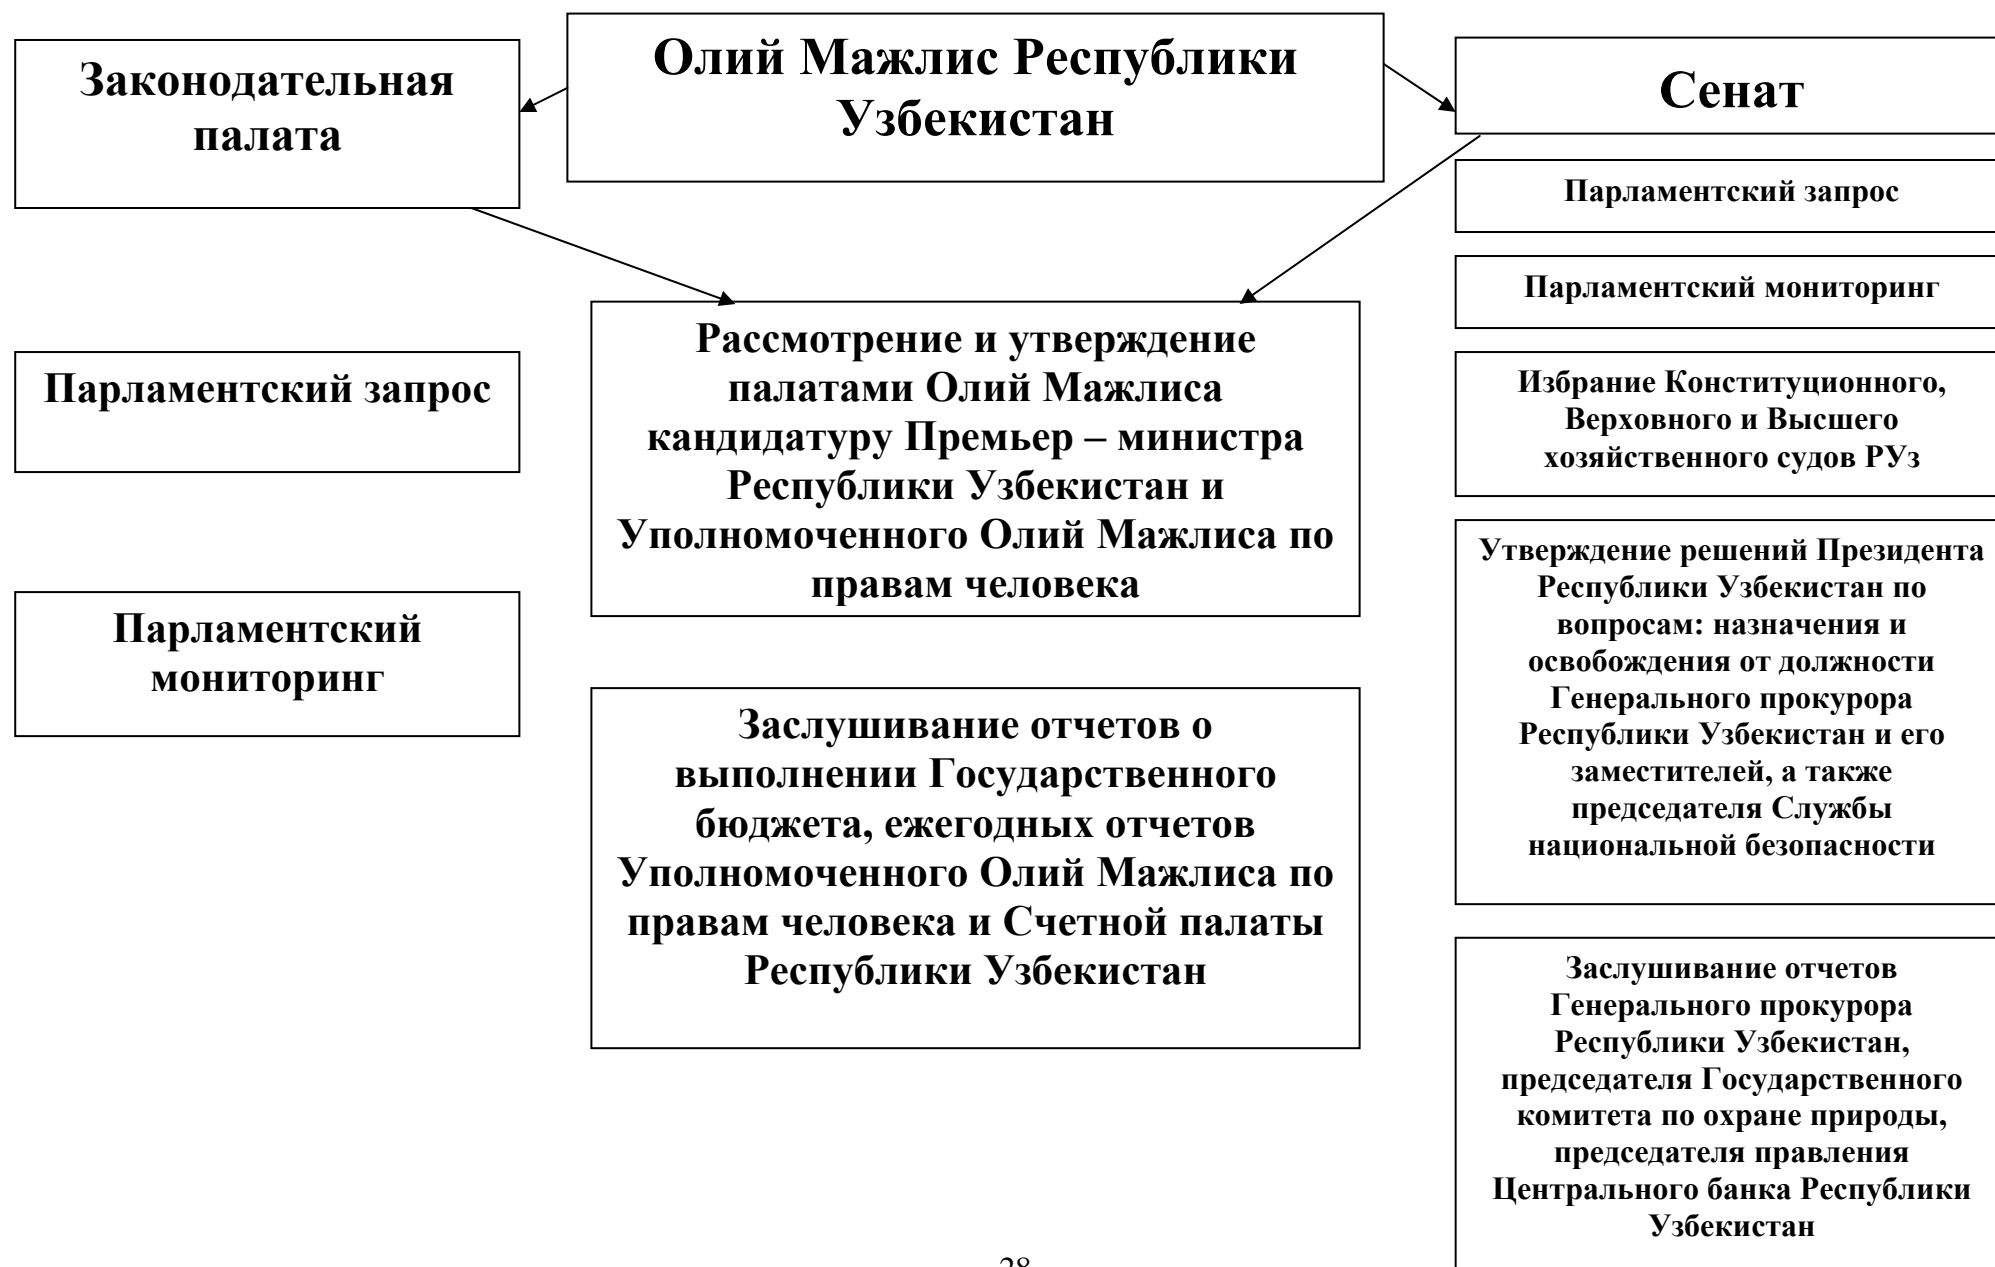 Законодательная
палата
Олий Мажлис Республики
Узбекистан
Сенат
Парламентский запрос
Парламентский
мониторинг
Рассмотрение и утверждение
палатами Олий Мажлиса
кандидатуру Премьер – министра
Республики Узбекистан и
Уполномоченного Олий Мажлиса по
правам человека
Заслушивание отчетов о
выполнении Государственного
бюджета, ежегодных отчетов
Уполномоченного Олий Мажлиса по
правам человека и Счетной палаты
Республики Узбекистан
Парламентский запрос
Парламентский мониторинг
Избрание Конституционного,
Верховного и Высшего
хозяйственного судов РУз
Утверждение решений Президента
Республики Узбекистан по
вопросам: назначения и
освобождения от должности
Генерального прокурора
Республики Узбекистан и его
заместителей, а также
председателя Службы
национальной безопасности
Заслушивание отчетов
Генерального прокурора
Республики Узбекистан,
председателя Государственного
комитета по охране природы,
председателя правления
Центрального банка Республики
Узбекистан
28